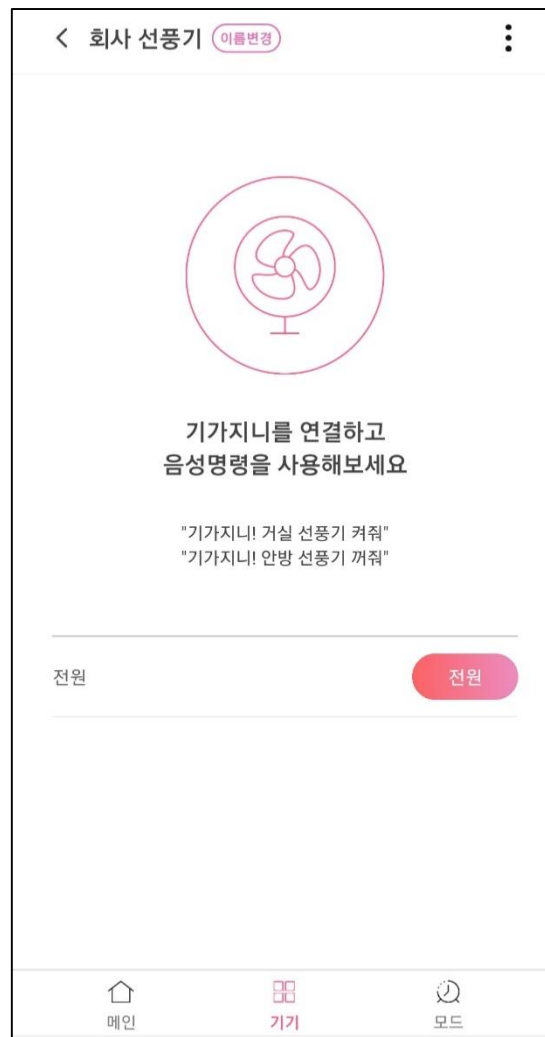 회사 선풍기 이름변경
기가지니를 연결하고
음성명령을 사용해보세요
"기가지니! 거실 선풍기 켜줘"
"기가지니! 안방 선풍기 꺼줘"
전원 전원
메인 기기 모드